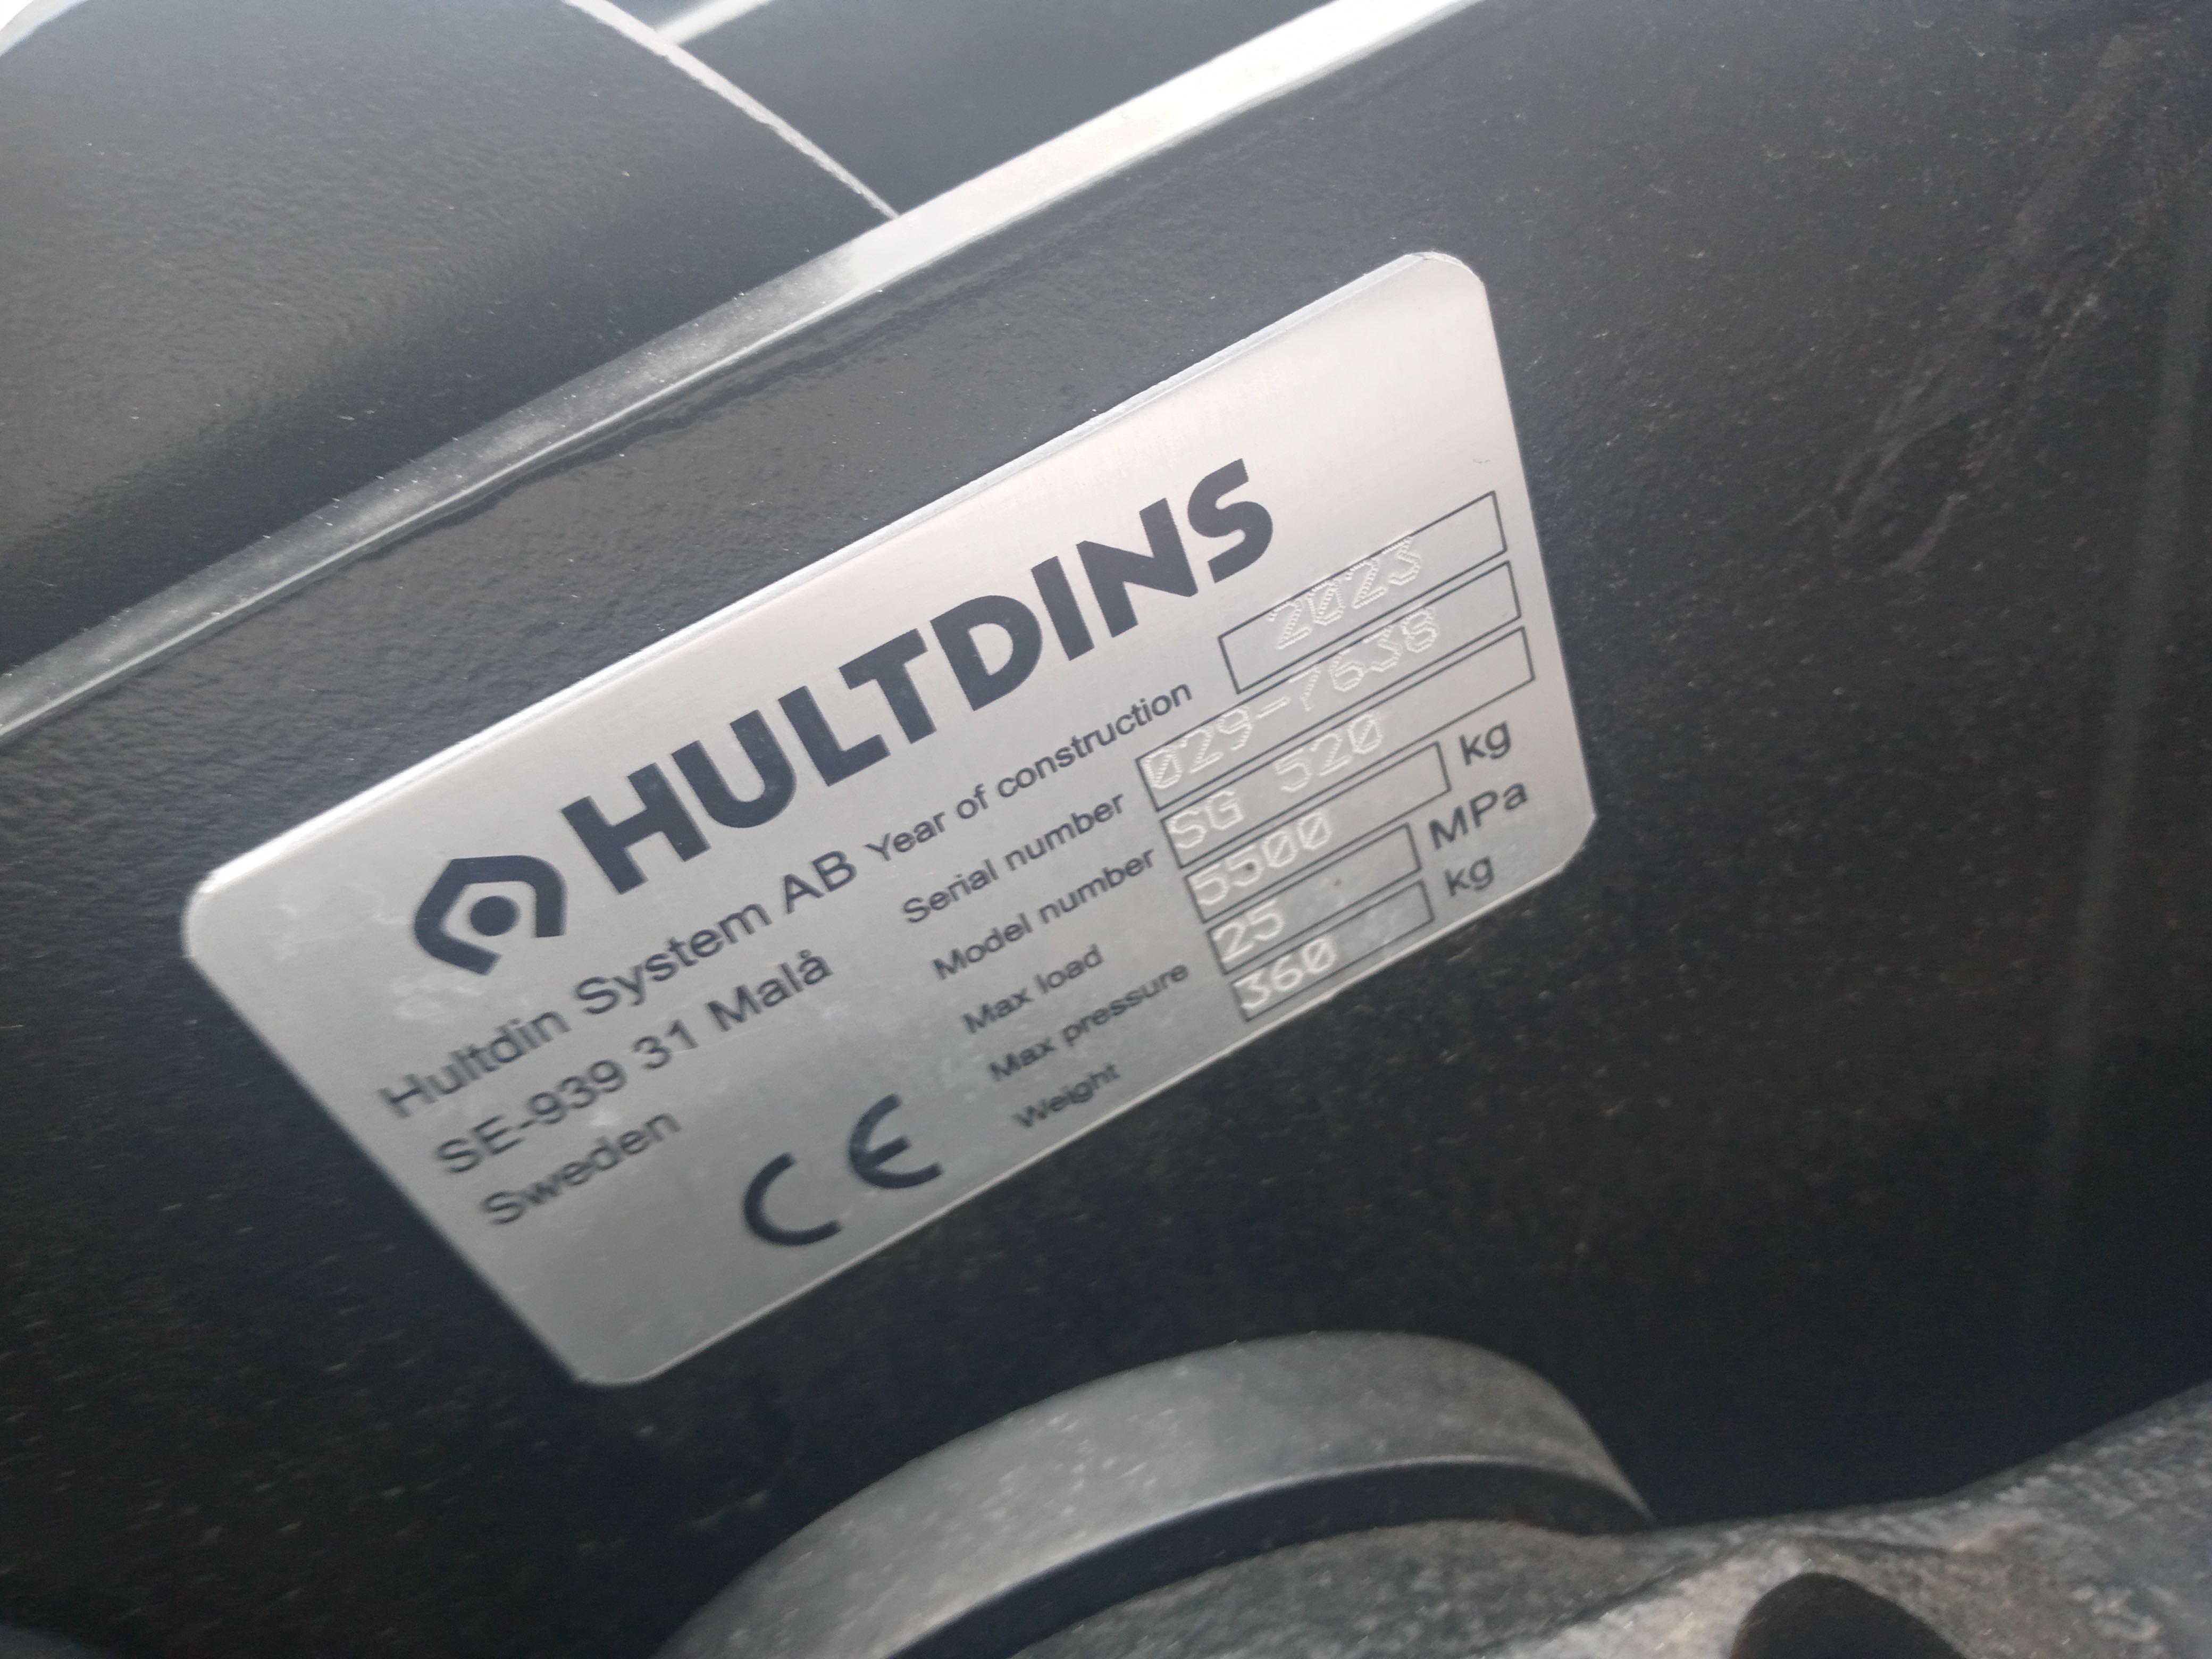 HULTDINS
Hultdin System AB
SE-939 31 Malå
Sweden
CE
Year of construction 2023
Serial number 029-7638
Model number SG 520
Max load 5500 kg
Max pressure 25 MPa
Weight 360 kg